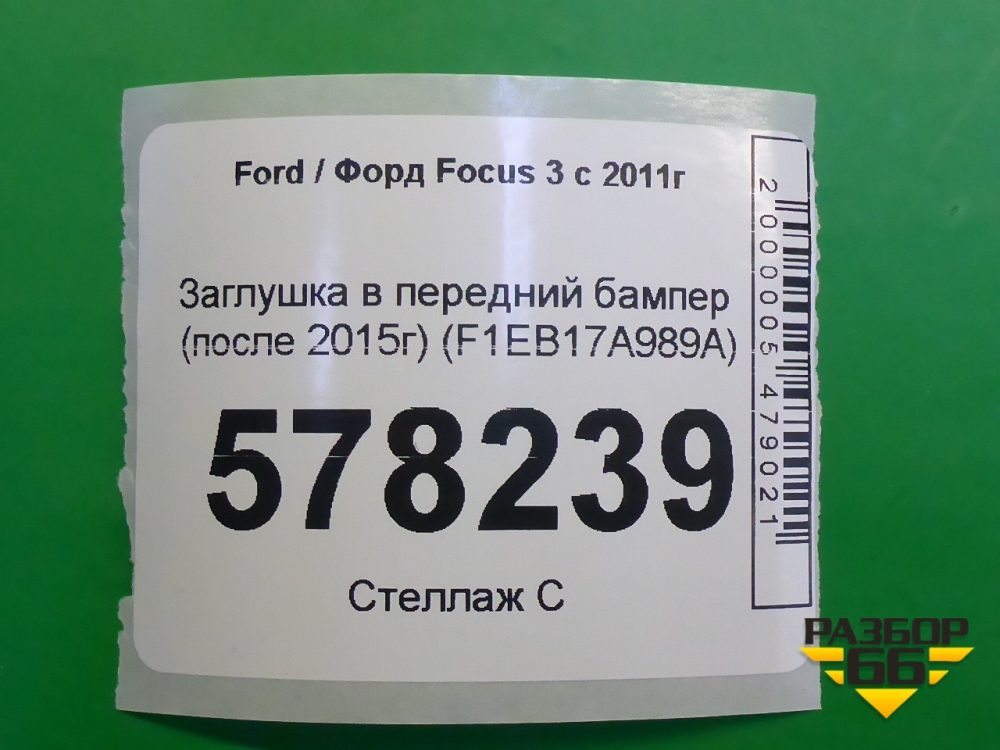 Ford / Форд Focus 3 с 2011г
Заглушка в передний бампер
(после 2015г) (F1EB17A989A)
578239
Стеллаж С
2000005479021
РАЗБОР
66